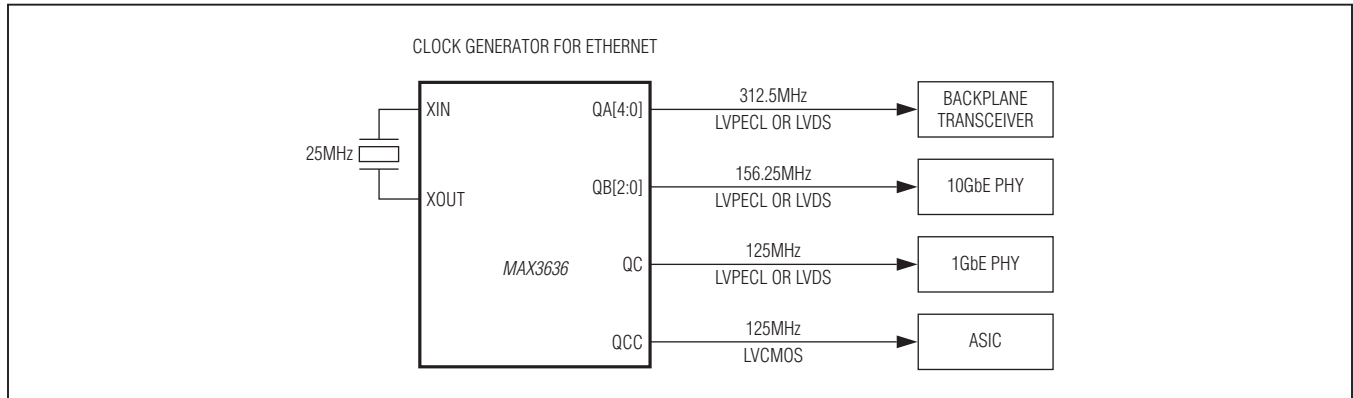 CLOCK GENERATOR FOR ETHERNET
XIN
XOUT
25MHz
MAX3636
QA[4:0]
312.5MHz
LVPECL OR LVDS
BACKPLANE
TRANSCEIVER
QB[2:0]
156.25MHz
LVPECL OR LVDS
10GbE PHY
QC
125MHz
LVPECL OR LVDS
1GbE PHY
QCC
125MHz
LVCMOS
ASIC